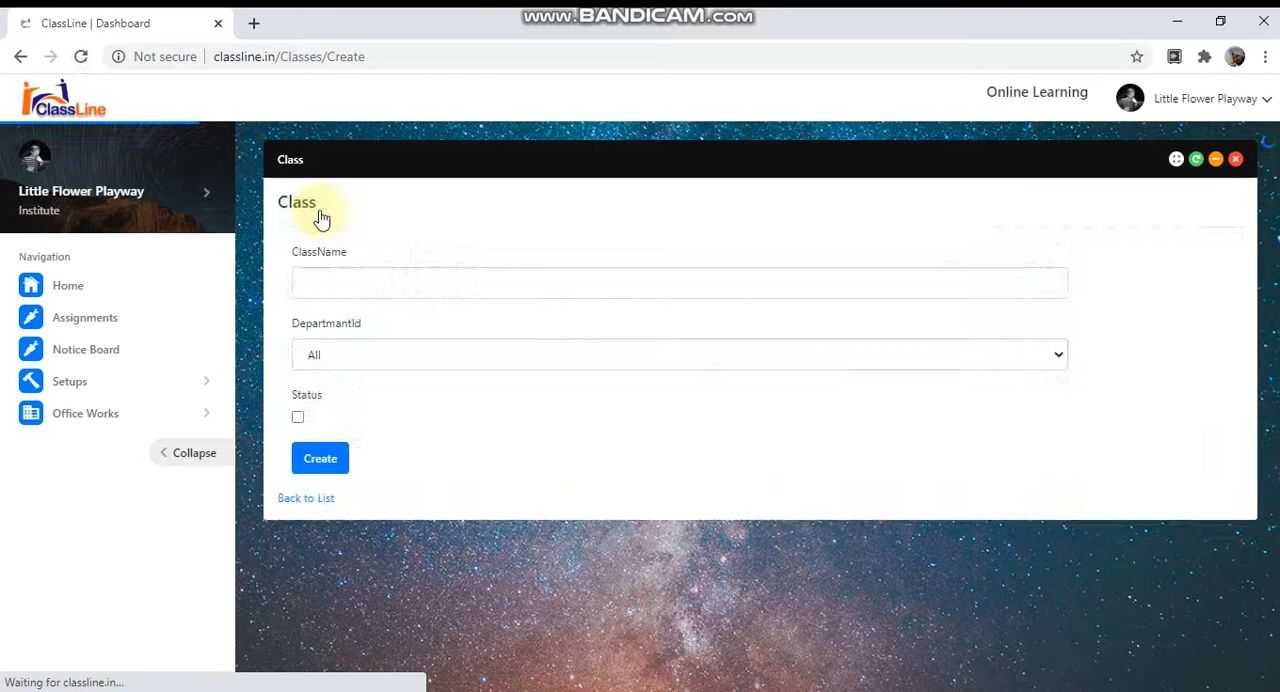 www.BANDICAM.COM
ClassLine | Dashboard
Not secure
classline.in/Classes/Create
ClassLine
Online Learning
Little Flower Playway
Little Flower Playway
Institute
Navigation
Home
Assignments
Notice Board
Setups
Office Works
Collapse
Class
Class
ClassName
DepartmantId
All
Status
Create
Back to List
Waiting for classline.in...